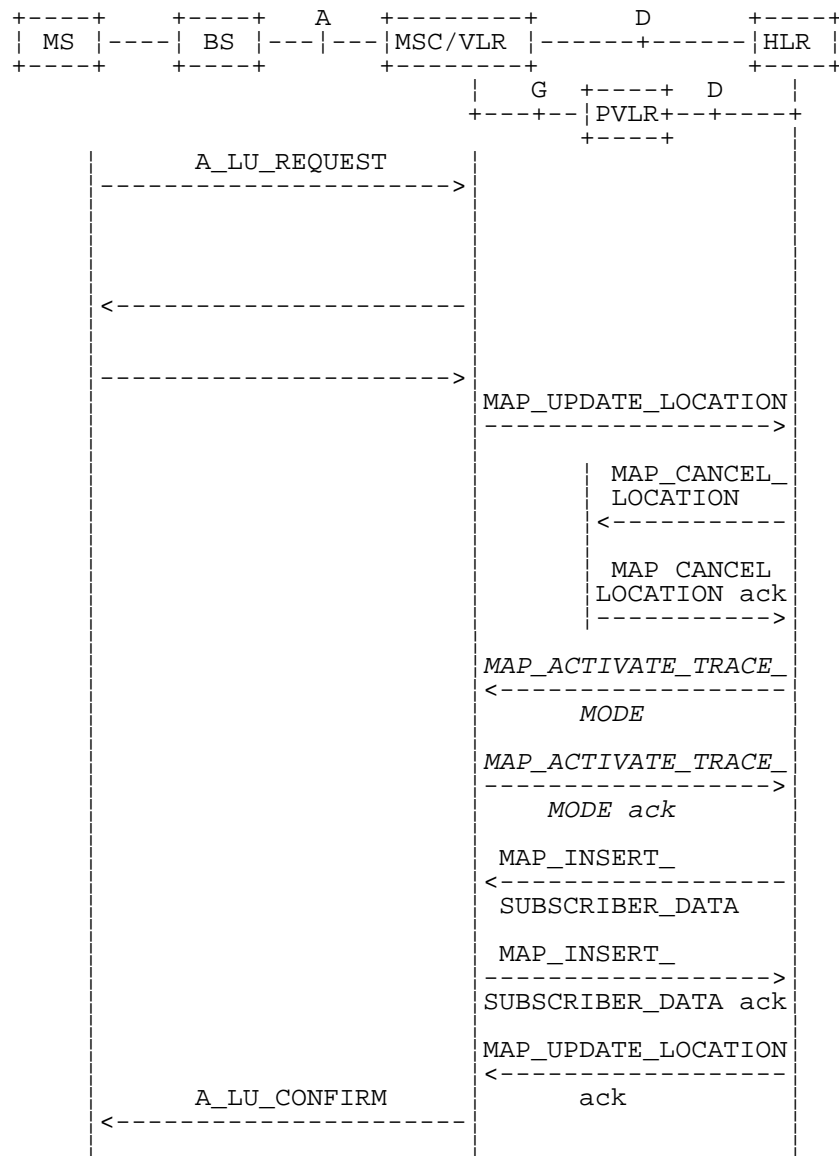 A D
MS BS MSC/VLR HLR
G D
PVLR
A_LU_REQUEST
MAP_UPDATE_LOCATION
MAP_CANCEL_
LOCATION
MAP CANCEL
LOCATION ack
MAP_ACTIVATE_TRACE_
MODE
MAP_ACTIVATE_TRACE_
MODE ack
MAP_INSERT_
SUBSCRIBER_DATA
MAP_INSERT_
SUBSCRIBER_DATA ack
MAP_UPDATE_LOCATION
A_LU_CONFIRM ack